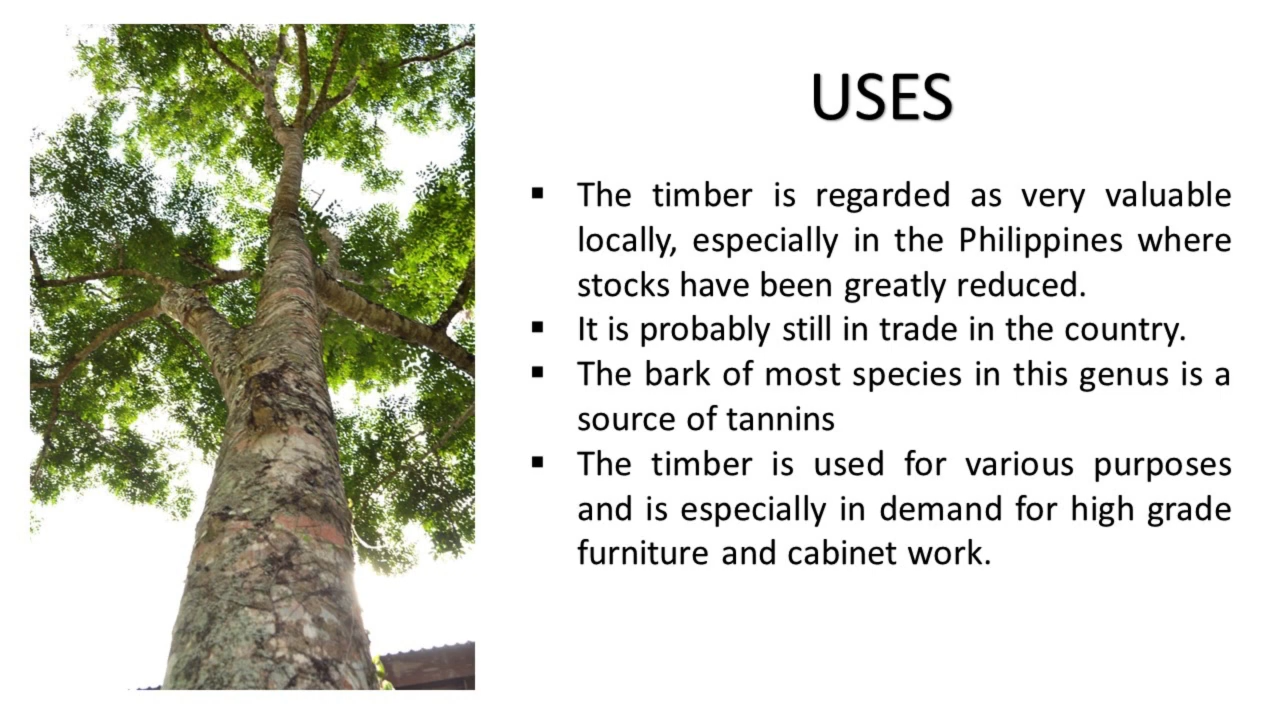 USES
▪ The timber is regarded as very valuable
locally, especially in the Philippines where
stocks have been greatly reduced.
▪ It is probably still in trade in the country.
▪ The bark of most species in this genus is a
source of tannins
▪ The timber is used for various purposes
and is especially in demand for high grade
furniture and cabinet work.